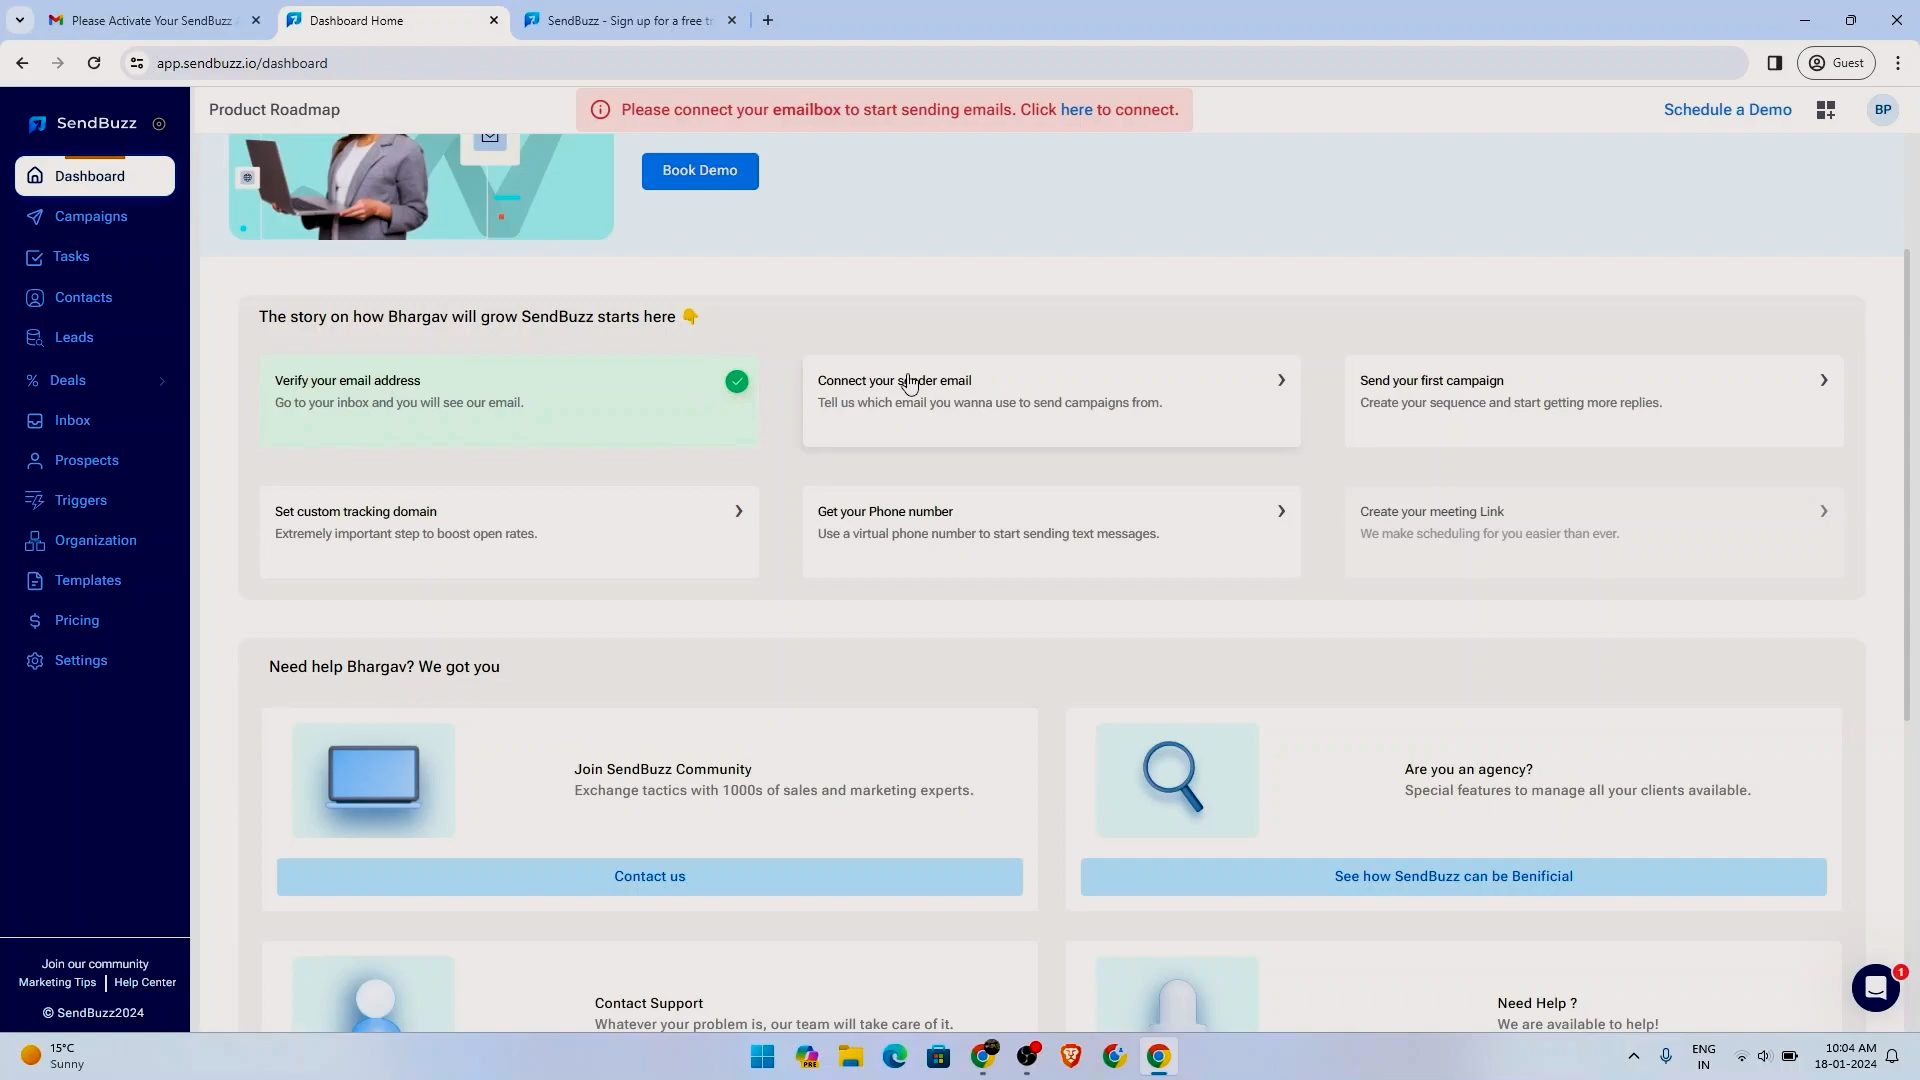 Please Activate Your SendBuzz
Dashboard Home
SendBuzz - Sign up for a free tr
app.sendbuzz.io/dashboard
Guest
SendBuzz
Product Roadmap
Please connect your emailbox to start sending emails. Click here to connect.
Schedule a Demo
BP
Dashboard
Campaigns
Tasks
Contacts
Leads
Deals
Inbox
Prospects
Triggers
Organization
Templates
Pricing
Settings
Book Demo
The story on how Bhargav will grow SendBuzz starts here 👇
Verify your email address
Go to your inbox and you will see our email.
Connect your sender email
Tell us which email you wanna use to send campaigns from.
Send your first campaign
Create your sequence and start getting more replies.
Set custom tracking domain
Extremely important step to boost open rates.
Get your Phone number
Use a virtual phone number to start sending text messages.
Create your meeting Link
We make scheduling for you easier than ever.
Need help Bhargav? We got you
Join SendBuzz Community
Exchange tactics with 1000s of sales and marketing experts.
Contact us
Are you an agency?
Special features to manage all your clients available.
See how SendBuzz can be Benificial
Contact Support
Whatever your problem is, our team will take care of it.
Need Help ?
We are available to help!
Join our community
Marketing Tips | Help Center
© SendBuzz2024
1
15°C
Sunny
PRE
ENG
IN
10:04 AM
18-01-2024